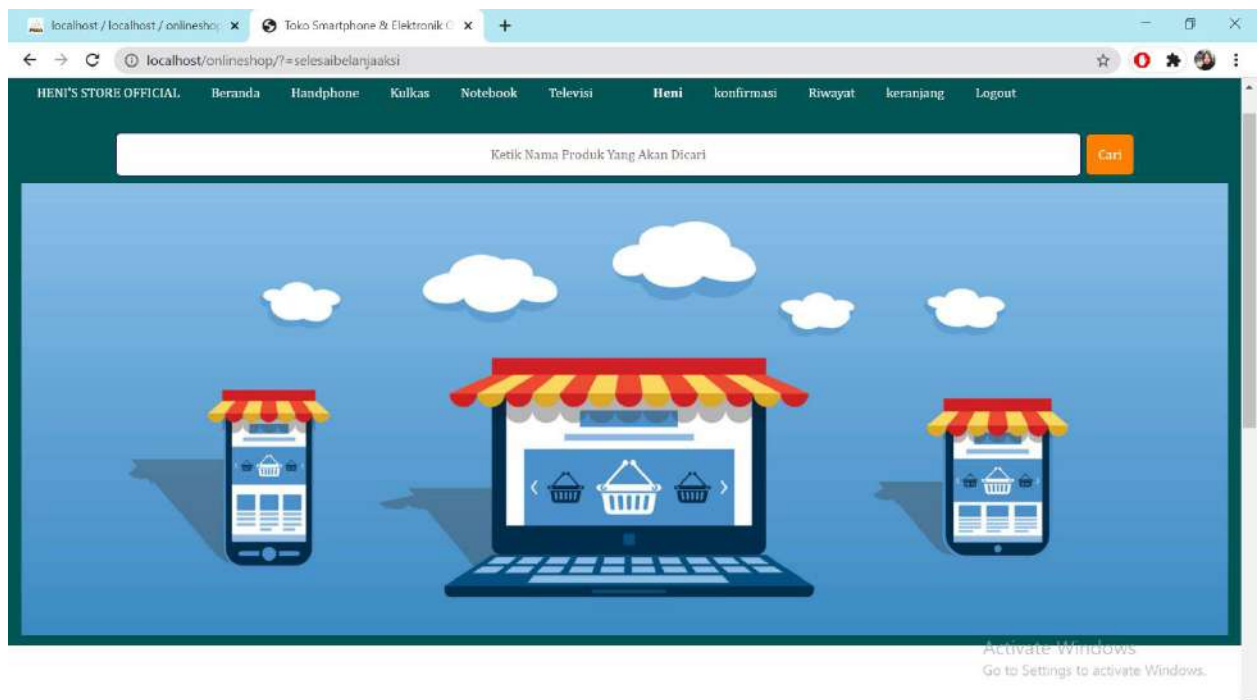 localhost / localhost / onlineshop
Toko Smartphone & Elektronik O
localhost/onlineshop/?=selesaibelanjaaksi
HENI'S STORE OFFICIAL Beranda Handphone Kulkas Notebook Televisi Heni konfirmasi Riwayat keranjang Logout
Ketik Nama Produk Yang Akan Dicari Cari
Activate Windows
Go to Settings to activate Windows.